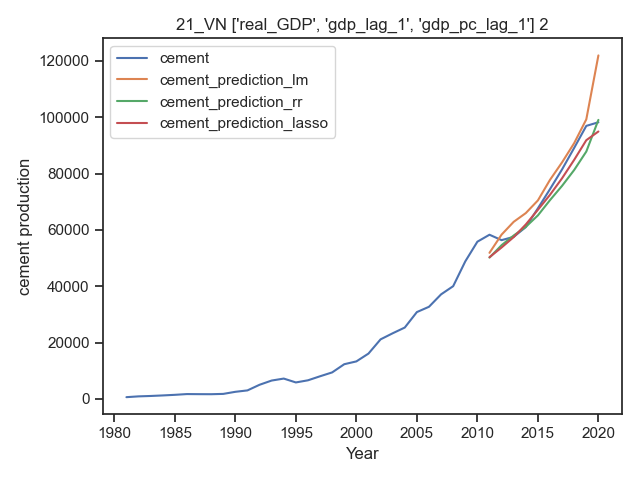 21_VN ['real_GDP', 'gdp_lag_1', 'gdp_pc_lag_1'] 2
cement
cement_prediction_lm
cement_prediction_rr
cement_prediction_lasso
cement production
120000
100000
80000
60000
40000
20000
0
1980 1985 1990 1995 2000 2005 2010 2015 2020
Year